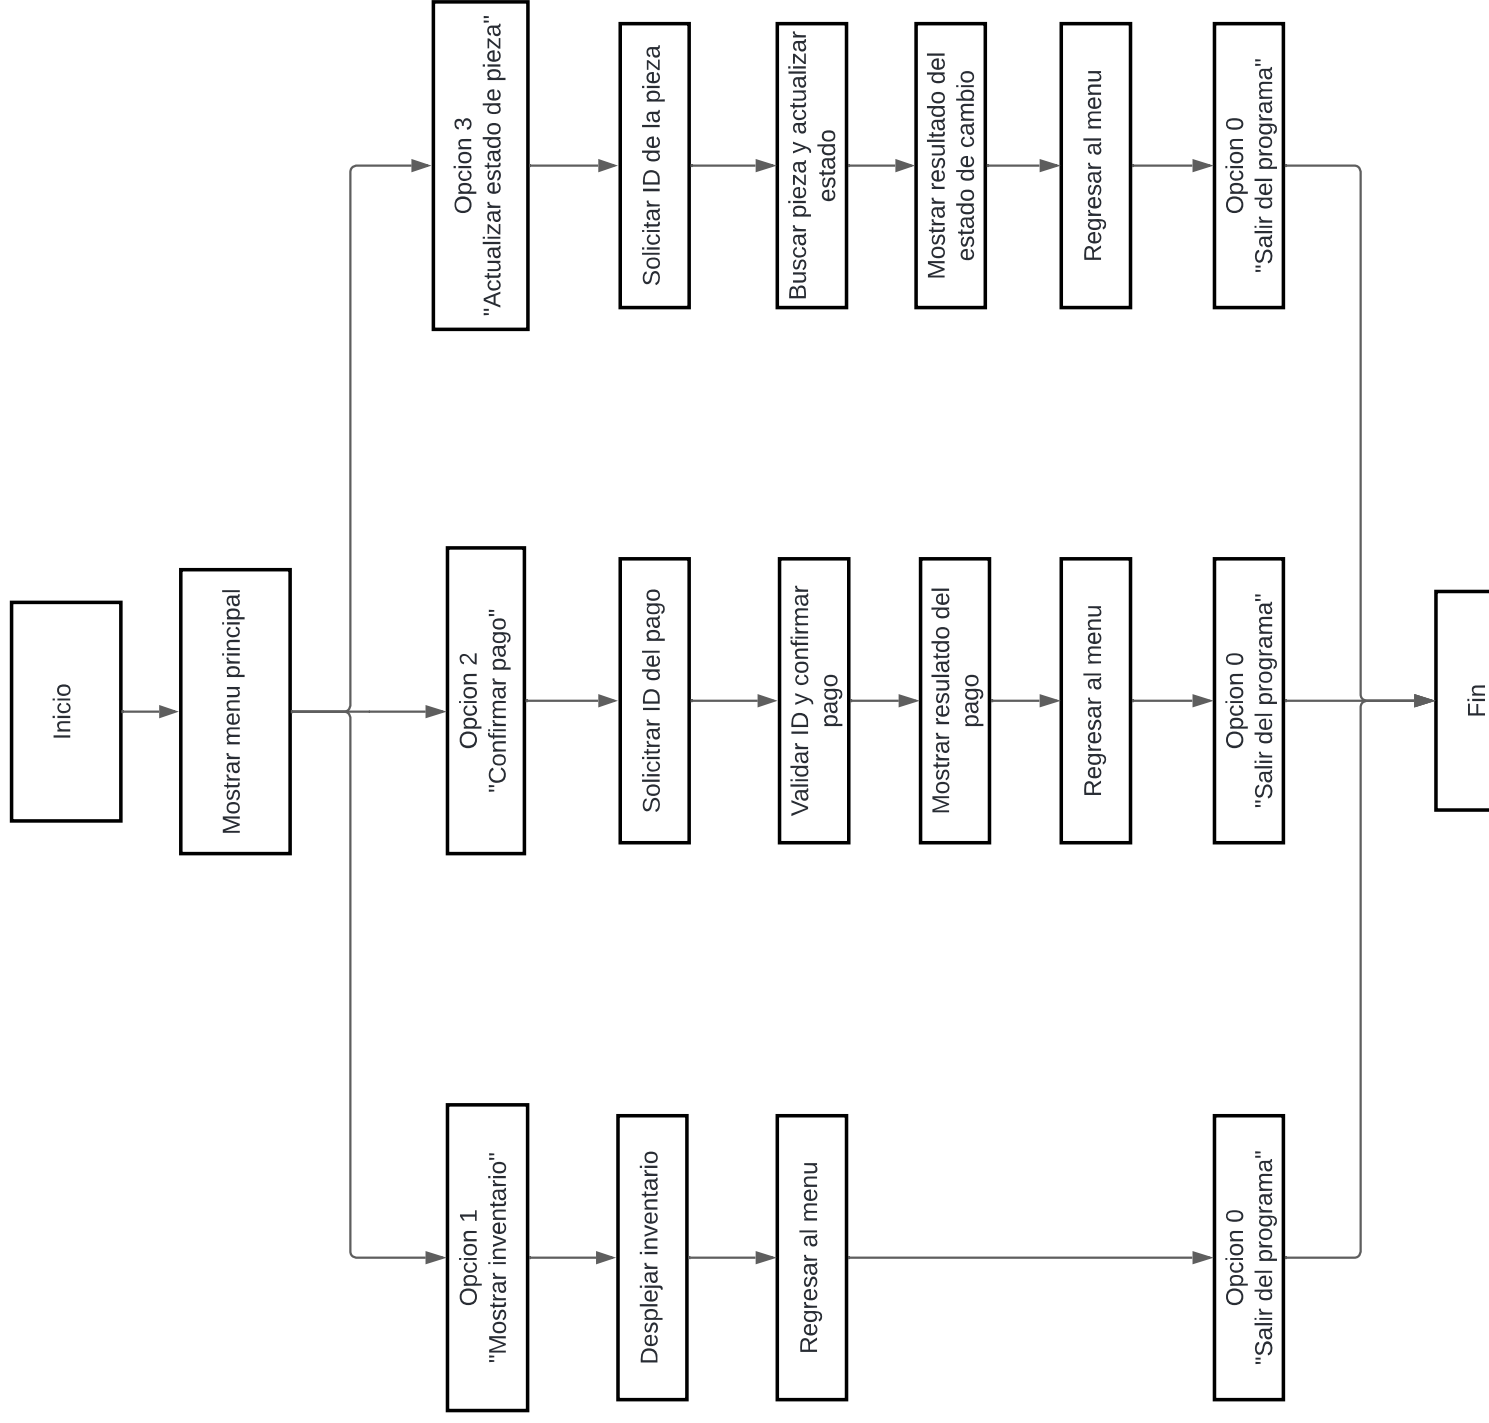 Inicio
Mostrar menu principal
Opcion 1
"Mostrar inventario"
Desplejar inventario
Regresar al menu
Opcion 0
"Salir del programa"
Opcion 2
"Confirmar pago"
Solicitrar ID del pago
Validar ID y confirmar
pago
Mostrar resulatdo del
pago
Regresar al menu
Opcion 0
"Salir del programa"
Opcion 3
"Actualizar estado de pieza"
Solicitar ID de la pieza
Buscar pieza y actualizar
estado
Mostrar resultado del
estado de cambio
Regresar al menu
Opcion 0
"Salir del programa"
Fin